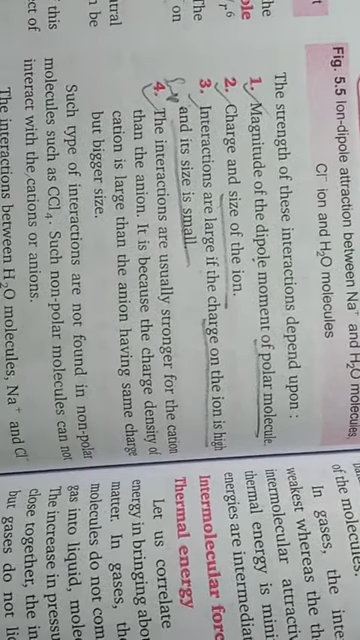 Fig. 5.5 Ion-dipole attraction between Na+ and H2O molecules,
Cl− ion and H2O molecules
The strength of these interactions depend upon :
1. Magnitude of the dipole moment of polar molecule.
2. Charge and size of the ion.
3. Interactions are large if the charge on the ion is high
and its size is small.
4. The interactions are usually stronger for the cation
than the anion. It is because the charge density of
cation is large than the anion having same charge
but bigger size.
Such type of interactions are not found in non-polar
molecules such as CCl4. Such non-polar molecules can not
interact with the cations or anions.
The interactions between H2O molecules, Na+ and Cl−
of the molecules.
In gases, the inte
weakest whereas the th
intermolecular attracti
thermal energy is mini
energies are intermedia
Intermolecular forc
Thermal energy
Let us correlate
energy in bringing abou
matter. In gases, the
molecules do not com
gas into liquid, molec
The increase in pressu
close together, the in
but gases do not li